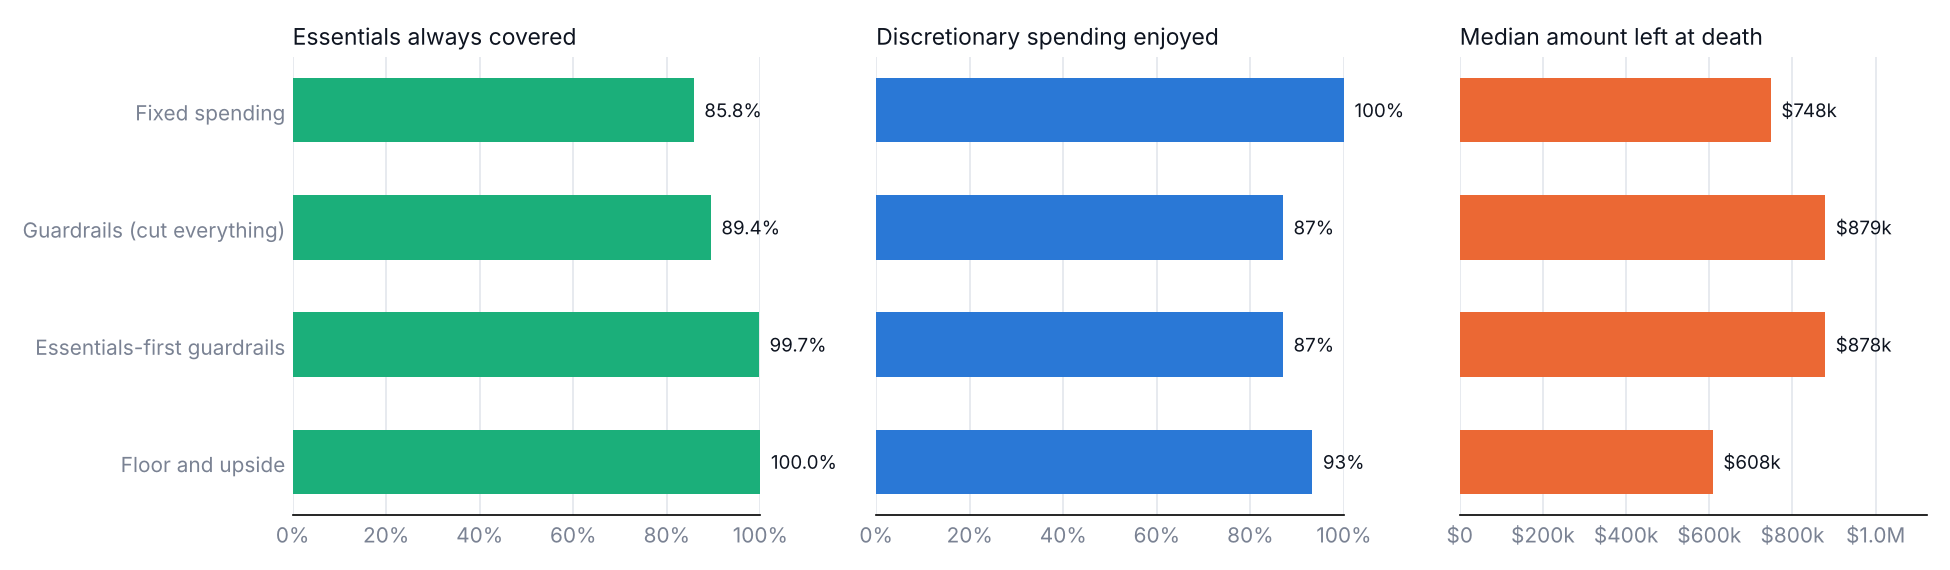 Essentials always covered
Discretionary spending enjoyed
Median amount left at death
Fixed spending
85.8%
100%
$748k
Guardrails (cut everything)
89.4%
87%
$879k
Essentials-first guardrails
99.7%
87%
$878k
Floor and upside
100.0%
93%
$608k
0% 20% 40% 60% 80% 100%
0% 20% 40% 60% 80% 100%
$0 $200k $400k $600k $800k $1.0M